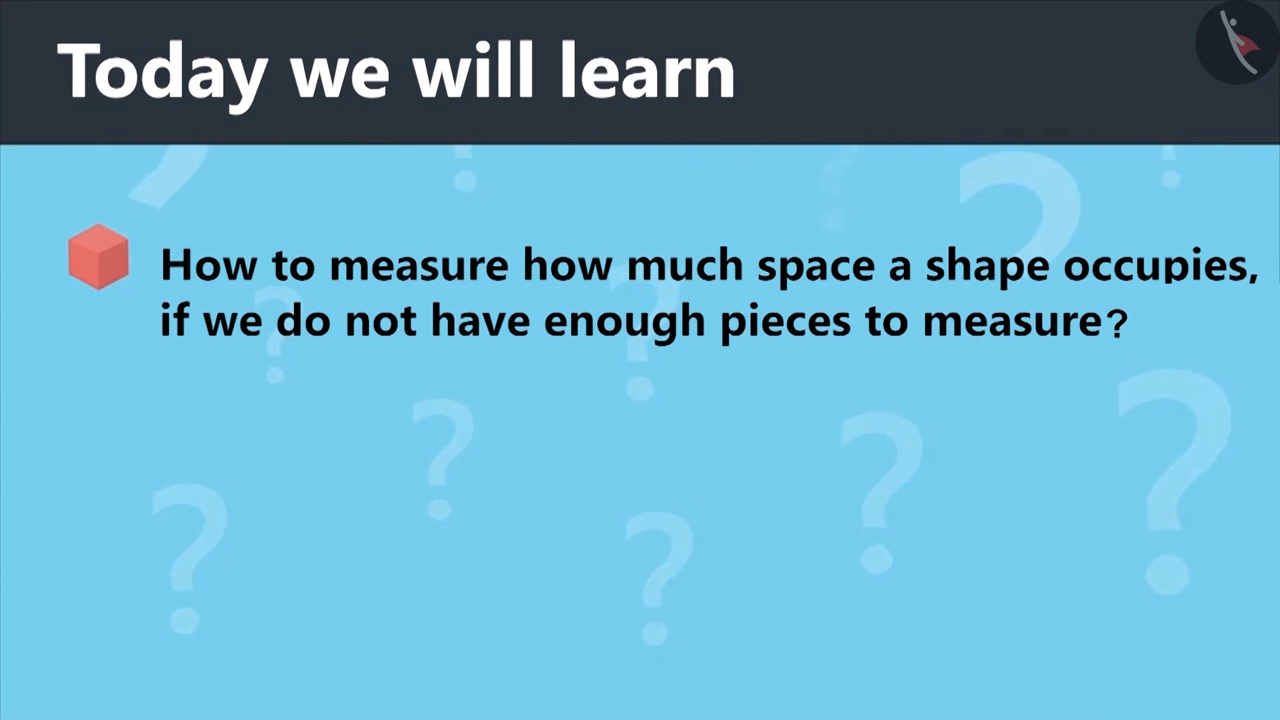 Today we will learn
How to measure how much space a shape occupies,
if we do not have enough pieces to measure?